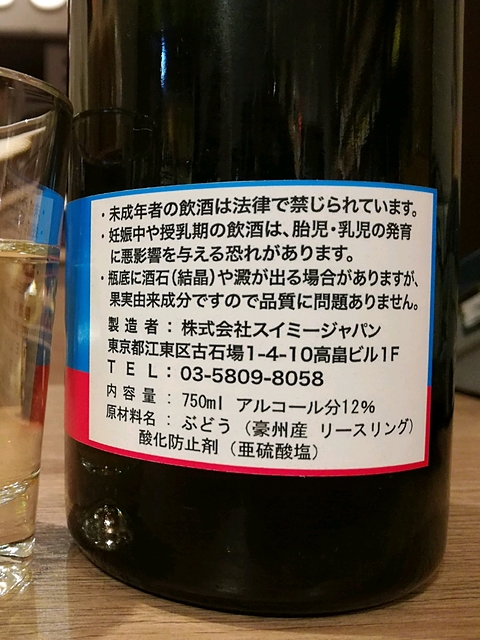 ・未成年者の飲酒は法律で禁じられています。
・妊娠中や授乳期の飲酒は、胎児・乳児の発育
に悪影響を与える恐れがあります。
・瓶底に酒石(結晶)や澱が出る場合がありますが、
果実由来成分ですので品質に問題ありません。
製造者：株式会社スイミージャパン
東京都江東区古石場1-4-10高畠ビル1F
TEL：03-5809-8058
内容量：750ml アルコール分12%
原材料名：ぶどう（豪州産 リースリング）
酸化防止剤（亜硫酸塩）